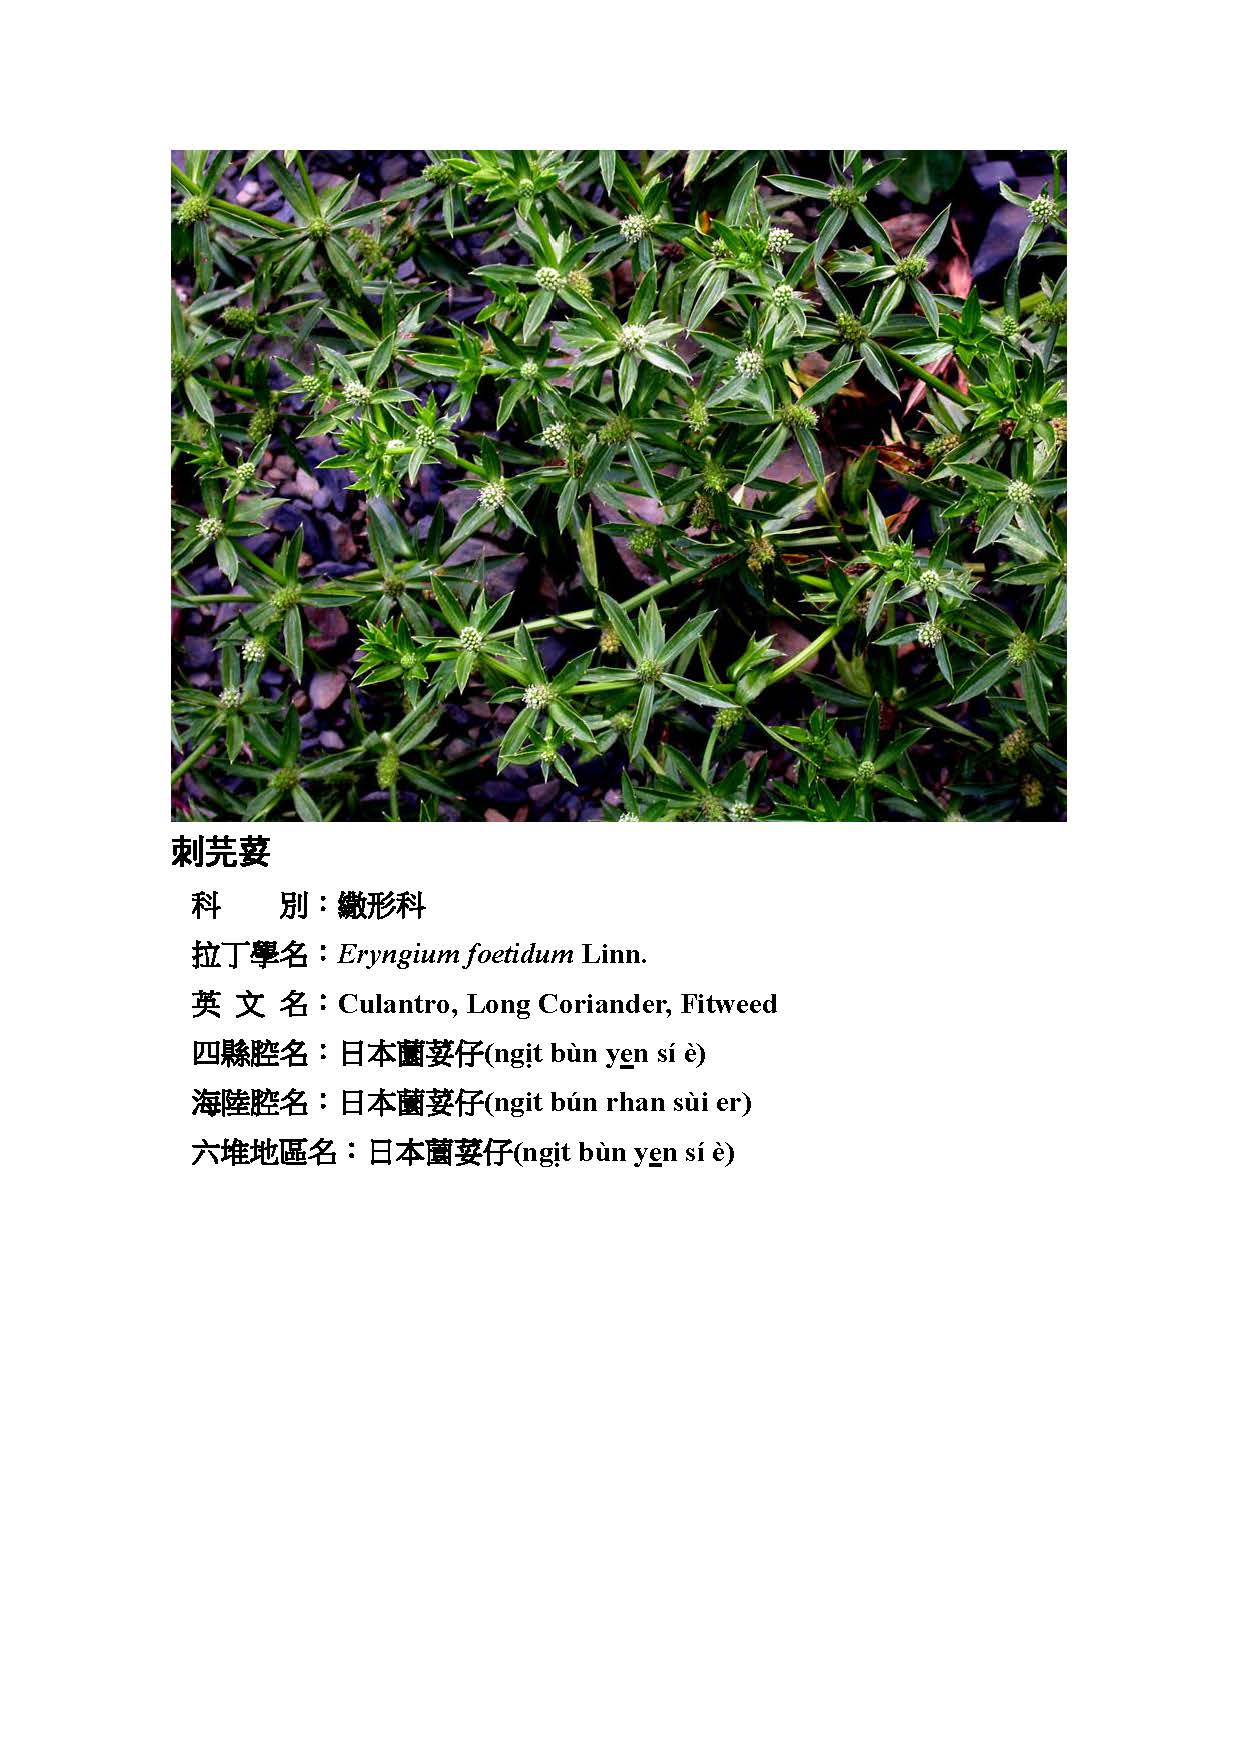 刺芫荽
科　　別：繖形科
拉丁學名：Eryngium foetidum Linn.
英 文 名：Culantro, Long Coriander, Fitweed
四縣腔名：日本蘭荽仔(ngịt bùn yen sí è)
海陸腔名：日本蘭荽仔(ngit bún rhan sùi er)
六堆地區名：日本蘭荽仔(ngịt bùn yen sí è)